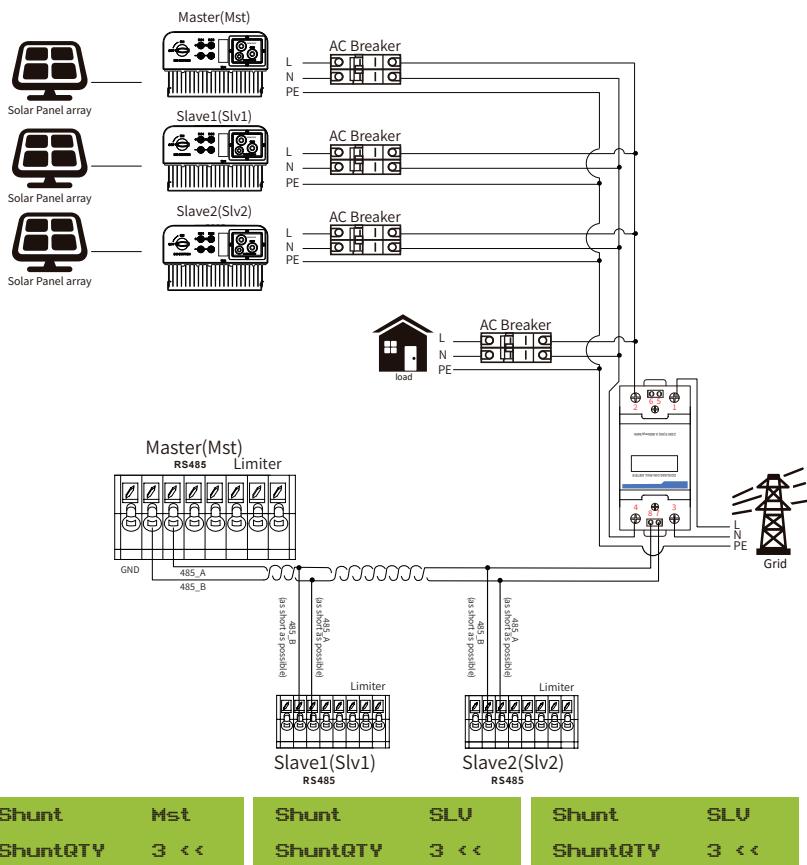 Master(Mst)
AC Breaker
L
N
PE
Solar Panel array
Slave1(Slv1)
AC Breaker
L
N
PE
Solar Panel array
Slave2(Slv2)
AC Breaker
L
N
PE
Solar Panel array
AC Breaker
L
N
PE
load
6 5
2
1
4
3
8 7
L
N
PE
Grid
Master(Mst)
RS485
Limiter
GND
485_A
485_B
485_B
(as short as possible)
485_A
(as short as possible)
485_B
(as short as possible)
485_A
(as short as possible)
Limiter
Limiter
Slave1(Slv1)
RS485
Slave2(Slv2)
RS485
Shunt Mst
ShuntQTY 3 <<
Shunt SLV
ShuntQTY 3 <<
Shunt SLV
ShuntQTY 3 <<